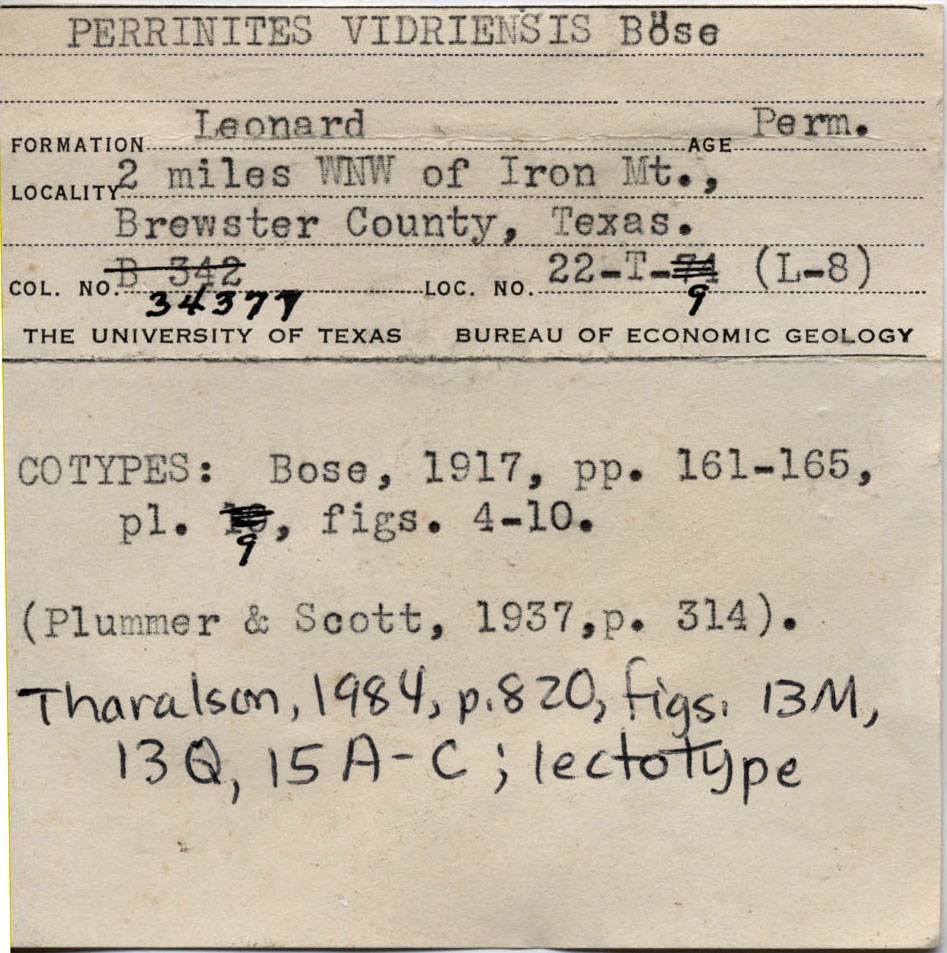 PERRINITES VIDRIENSIS Böse
FORMATION Leonard AGE Perm.
LOCALITY 2 miles WNW of Iron Mt.,
Brewster County, Texas.
COL. NO. B 342 LOC. NO. 22-T- (L-8)
34377 9
THE UNIVERSITY OF TEXAS BUREAU OF ECONOMIC GEOLOGY
COTYPES: Bose, 1917, pp. 161-165,
pl. , figs. 4-10.
9
(Plummer & Scott, 1937,p. 314).
Tharalson, 1984, p.820, figs. 13M,
13Q, 15A-C; lectotype